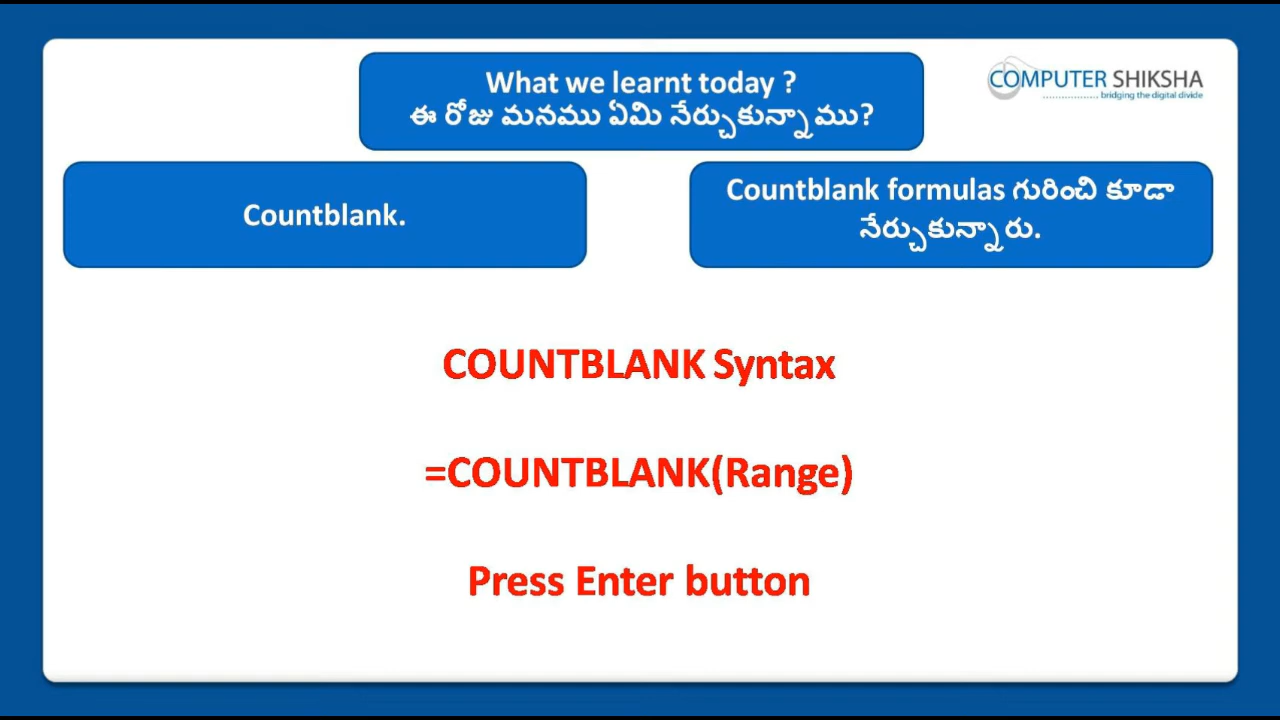 What we learnt today ?
ఈ రోజు మనము ఏమి నేర్చుకున్నాము?
COMPUTER SHIKSHA
bridging the digital divide
Countblank.
Countblank formulas గురించి కూడా
నేర్చుకున్నారు.
COUNTBLANK Syntax
=COUNTBLANK(Range)
Press Enter button